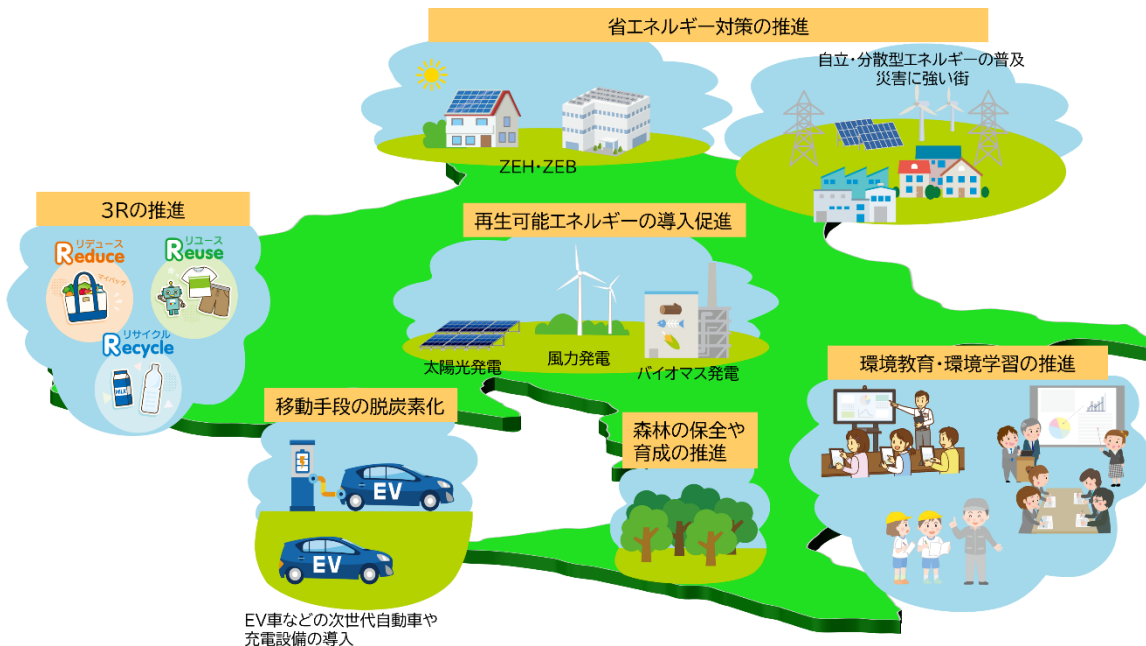 省エネルギー対策の推進
自立・分散型エネルギーの普及
災害に強い街
ZEH・ZEB
3Rの推進
リデュース
Reduce
マイバッグ
リユース
Reuse
リサイクル
Recycle
MILK
再生可能エネルギーの導入促進
太陽光発電
風力発電
バイオマス発電
移動手段の脱炭素化
EV
EV
EV車などの次世代自動車や
充電設備の導入
森林の保全や
育成の推進
環境教育・環境学習の推進